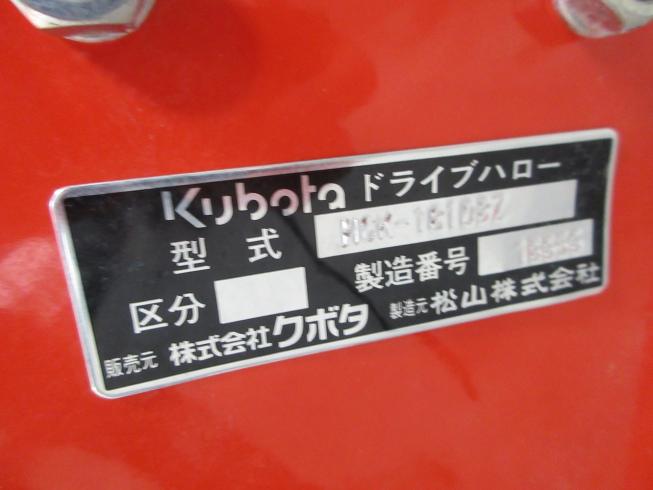 Kubota ドライブハロー
型式
区分 製造番号
販売元 株式会社クボタ 製造元 松山株式会社